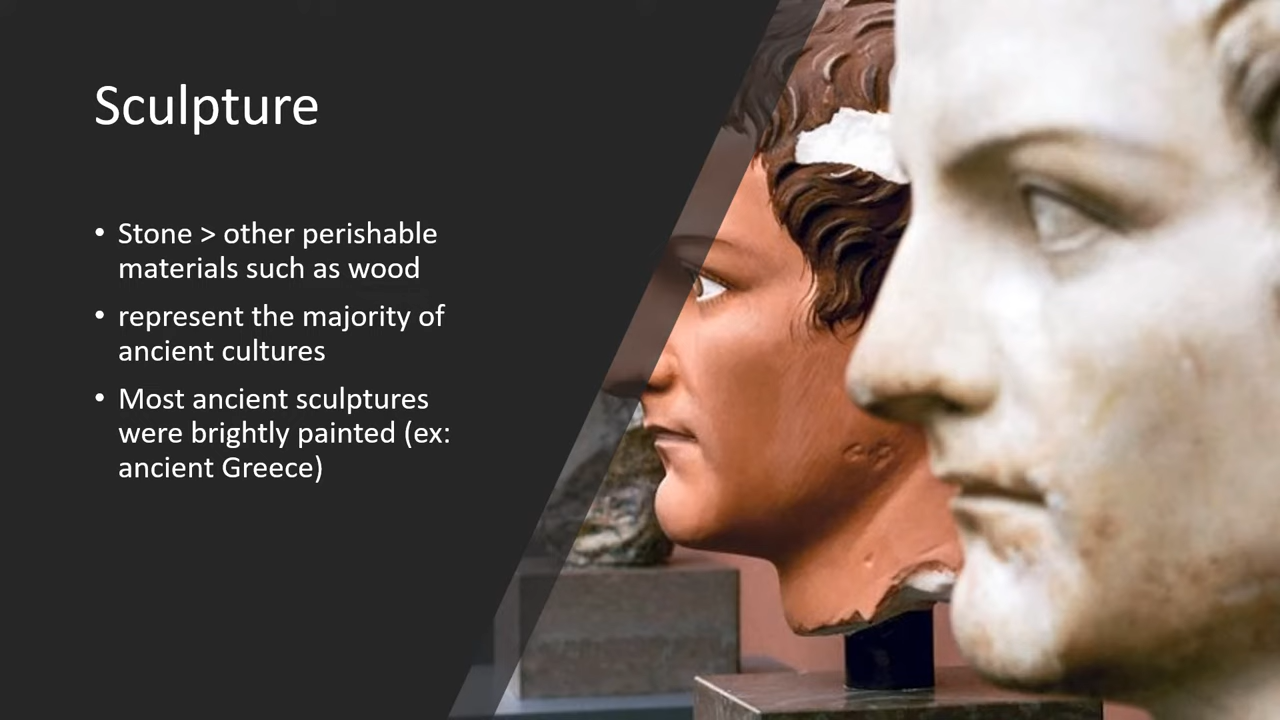 Sculpture
• Stone > other perishable
materials such as wood
• represent the majority of
ancient cultures
• Most ancient sculptures
were brightly painted (ex:
ancient Greece)